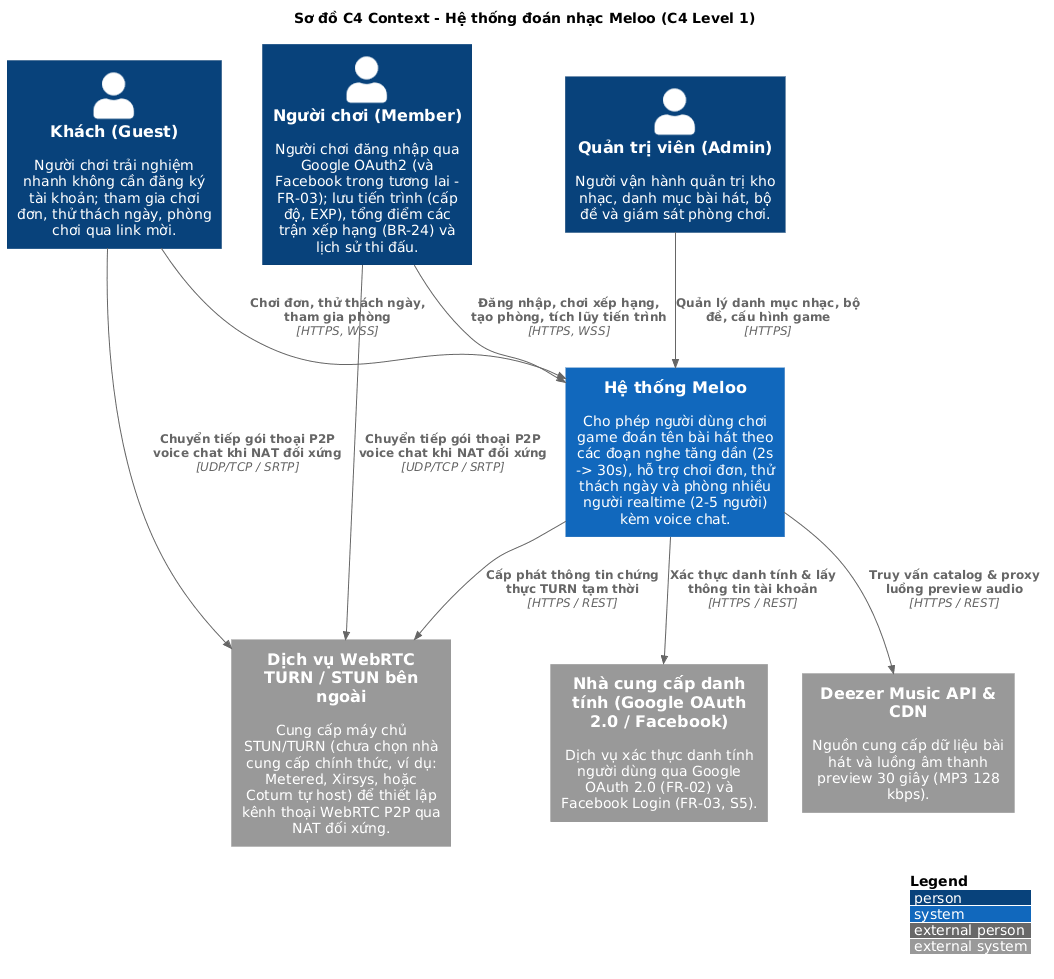 Sơ đồ C4 Context - Hệ thống đoán nhạc Meloo (C4 Level 1)
Khách (Guest)
Người chơi trải nghiệm
nhanh không cần đăng ký
tài khoản; tham gia chơi
đơn, thử thách ngày, phòng
chơi qua link mời.
Người chơi (Member)
Người chơi đăng nhập qua
Google OAuth2 (và
Facebook trong tương lai -
FR-03); lưu tiến trình (cấp
độ, EXP), tổng điểm các
trận xếp hạng (BR-24) và
lịch sử thi đấu.
Quản trị viên (Admin)
Người vận hành quản trị kho
nhạc, danh mục bài hát, bộ
đề và giám sát phòng chơi.
Chơi đơn, thử thách ngày,
tham gia phòng
[HTTPS, WSS]
Đăng nhập, chơi xếp hạng,
tạo phòng, tích lũy tiến trình
[HTTPS, WSS]
Quản lý danh mục nhạc, bộ
đề, cấu hình game
[HTTPS]
Hệ thống Meloo
Cho phép người dùng chơi
game đoán tên bài hát theo
các đoạn nghe tăng dần (2s
-> 30s), hỗ trợ chơi đơn, thử
thách ngày và phòng nhiều
người realtime (2-5 người)
kèm voice chat.
Chuyển tiếp gói thoại P2P
voice chat khi NAT đối xứng
[UDP/TCP / SRTP]
Chuyển tiếp gói thoại P2P
voice chat khi NAT đối xứng
[UDP/TCP / SRTP]
Cấp phát thông tin chứng
thực TURN tạm thời
[HTTPS / REST]
Xác thực danh tính & lấy
thông tin tài khoản
[HTTPS / REST]
Truy vấn catalog & proxy
luồng preview audio
[HTTPS / REST]
Dịch vụ WebRTC
TURN / STUN bên
ngoài
Cung cấp máy chủ
STUN/TURN (chưa chọn nhà
cung cấp chính thức, ví dụ:
Metered, Xirsys, hoặc
Coturn tự host) để thiết lập
kênh thoại WebRTC P2P qua
NAT đối xứng.
Nhà cung cấp danh
tính (Google OAuth
2.0 / Facebook)
Dịch vụ xác thực danh tính
người dùng qua Google
OAuth 2.0 (FR-02) và
Facebook Login (FR-03, S5).
Deezer Music API &
CDN
Nguồn cung cấp dữ liệu bài
hát và luồng âm thanh
preview 30 giây (MP3 128
kbps).
Legend
person
system
external person
external system